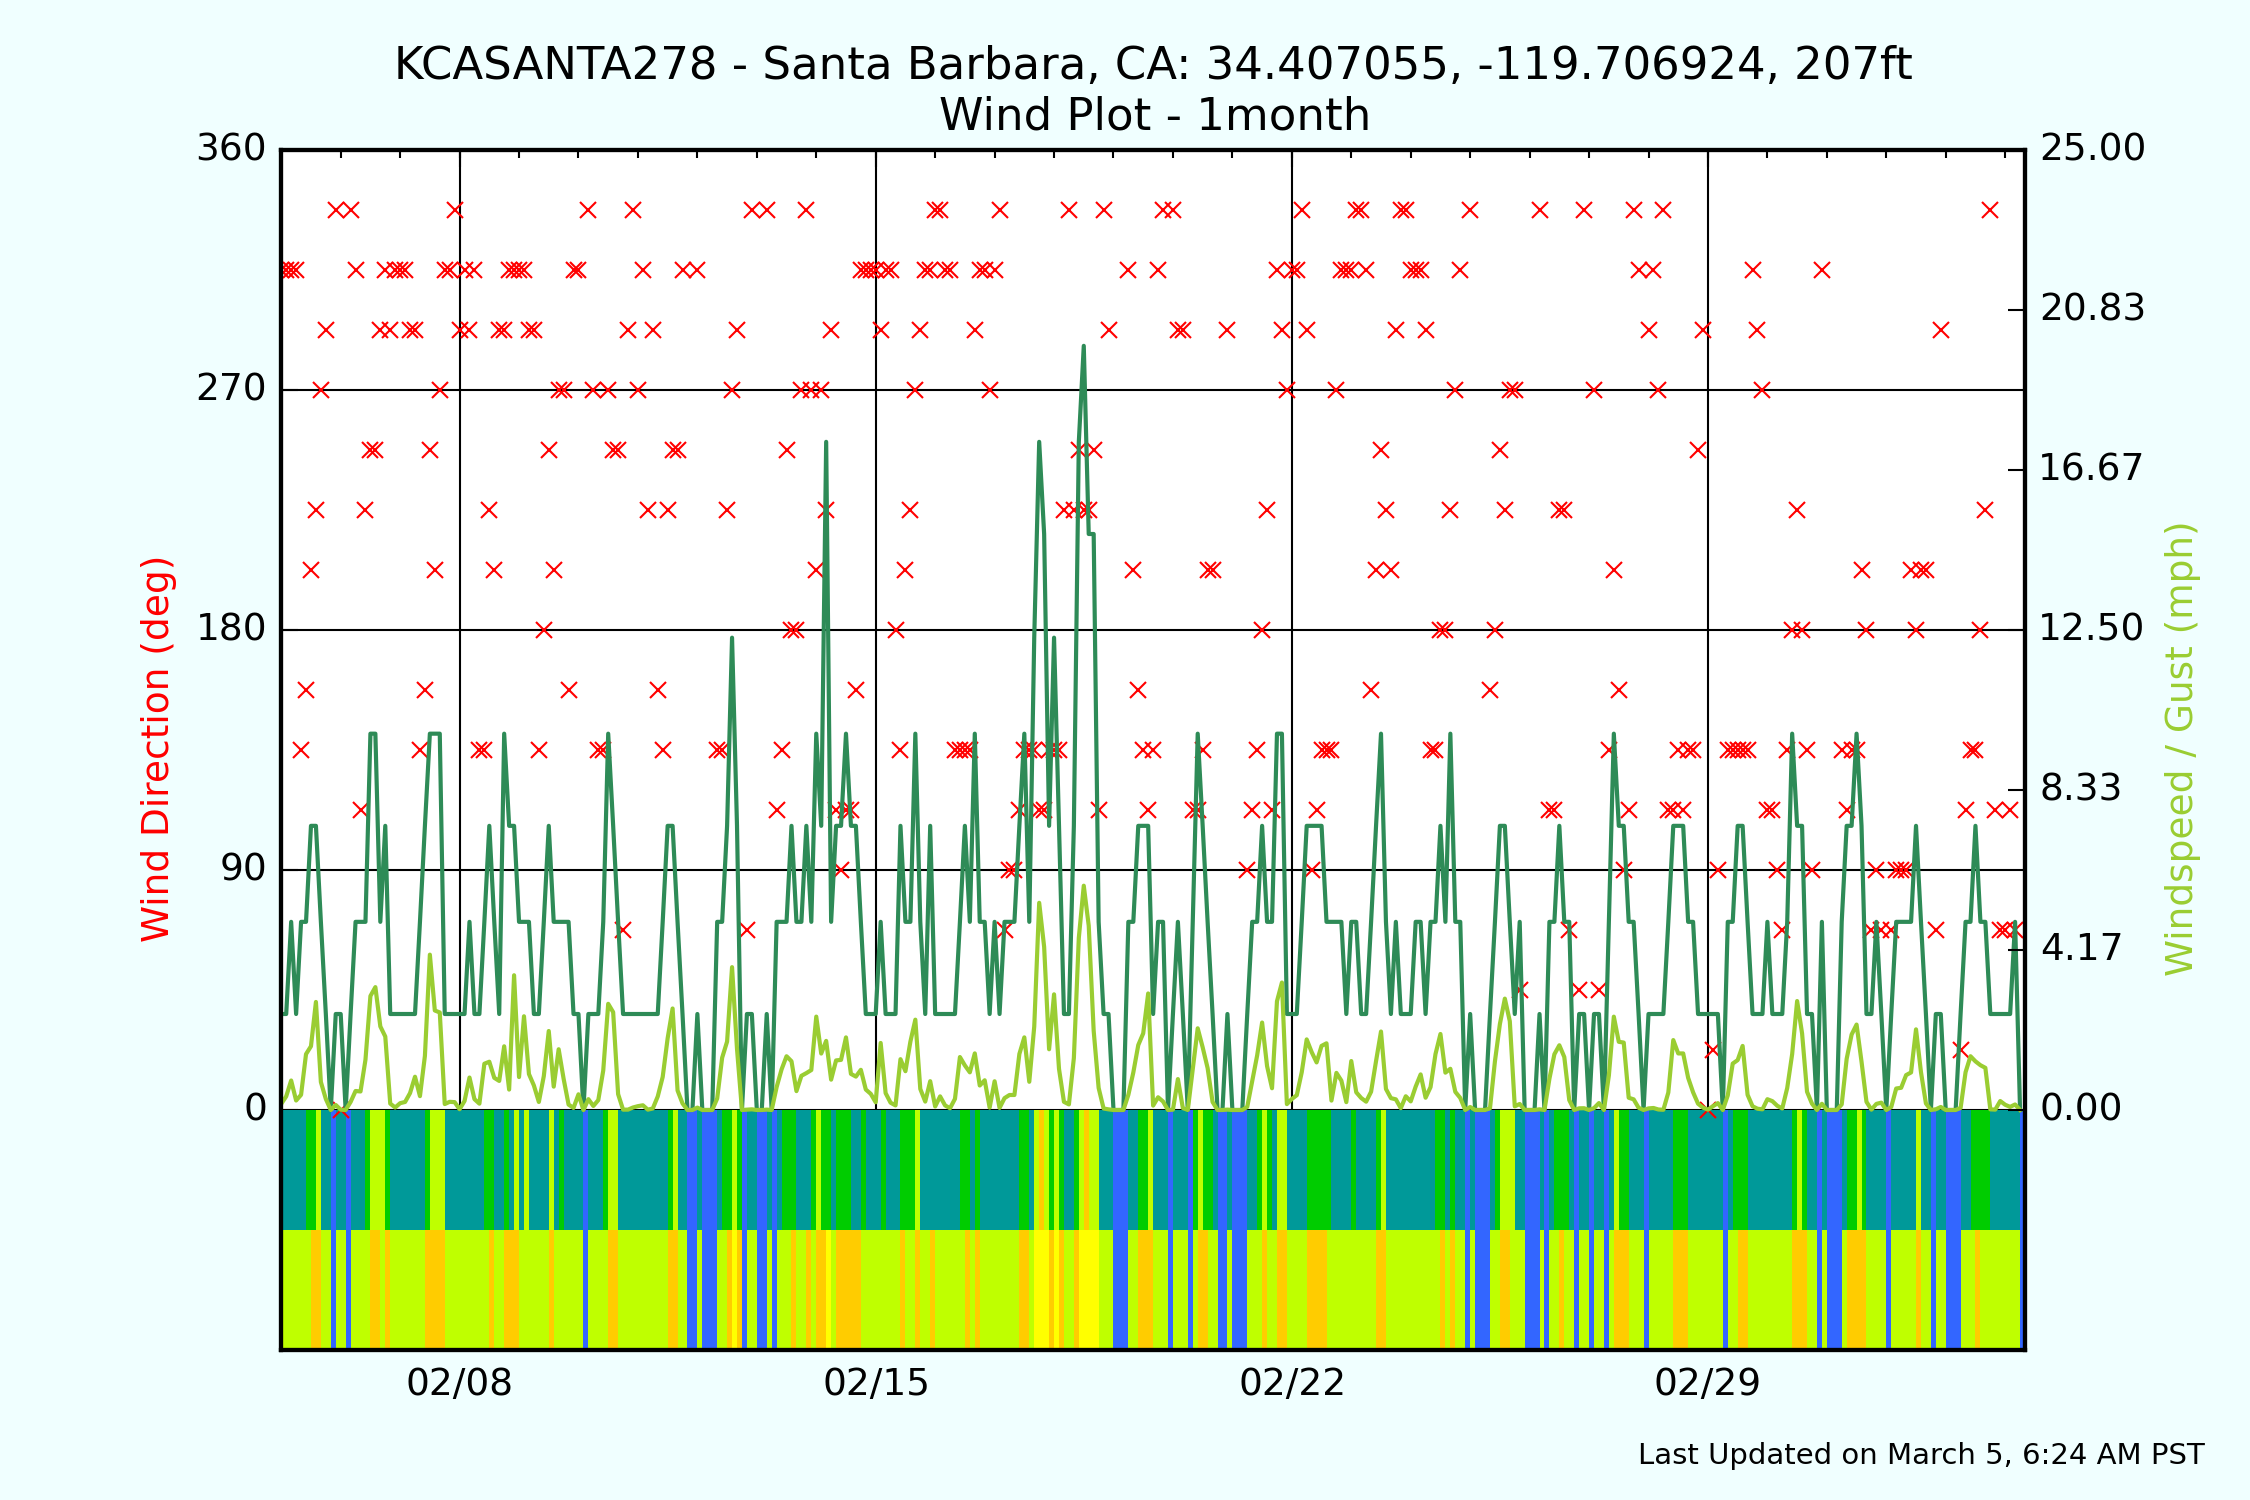 KCASANTA278 - Santa Barbara, CA: 34.407055, -119.706924, 207ft
Wind Plot - 1month
360
270
180
90
0
Wind Direction (deg)
25.00
20.83
16.67
12.50
8.33
4.17
0.00
Windspeed / Gust (mph)
02/08 02/15 02/22 02/29
Last Updated on March 5, 6:24 AM PST